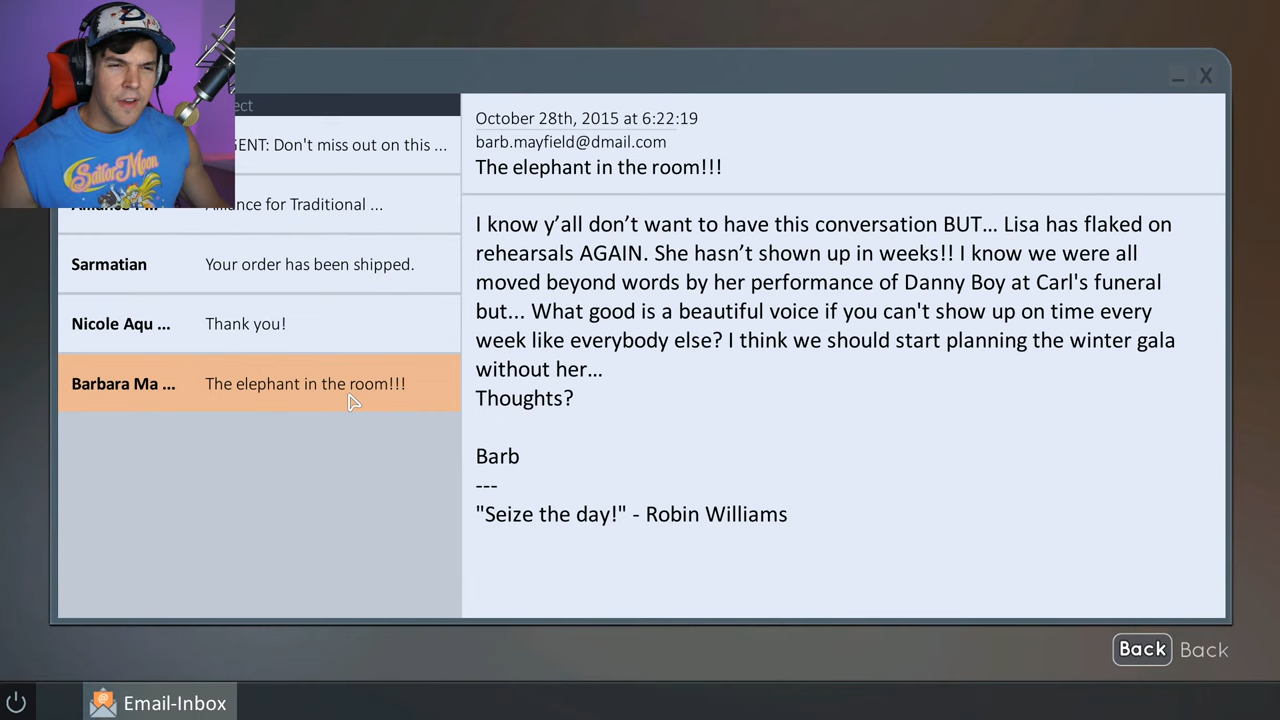 SAiLOR MOON
October 28th, 2015 at 6:22:19
barb.mayfield@dmail.com
The elephant in the room!!!
Don't miss out on this ...
for Traditional ...
Sarmatian Your order has been shipped.
Nicole Aqu ... Thank you!
Barbara Ma ... The elephant in the room!!!
I know y’all don’t want to have this conversation BUT... Lisa has flaked on
rehearsals AGAIN. She hasn’t shown up in weeks!! I know we were all
moved beyond words by her performance of Danny Boy at Carl's funeral
but... What good is a beautiful voice if you can't show up on time every
week like everybody else? I think we should start planning the winter gala
without her...
Thoughts?
Barb
---
"Seize the day!" - Robin Williams
Back Back
Email-Inbox